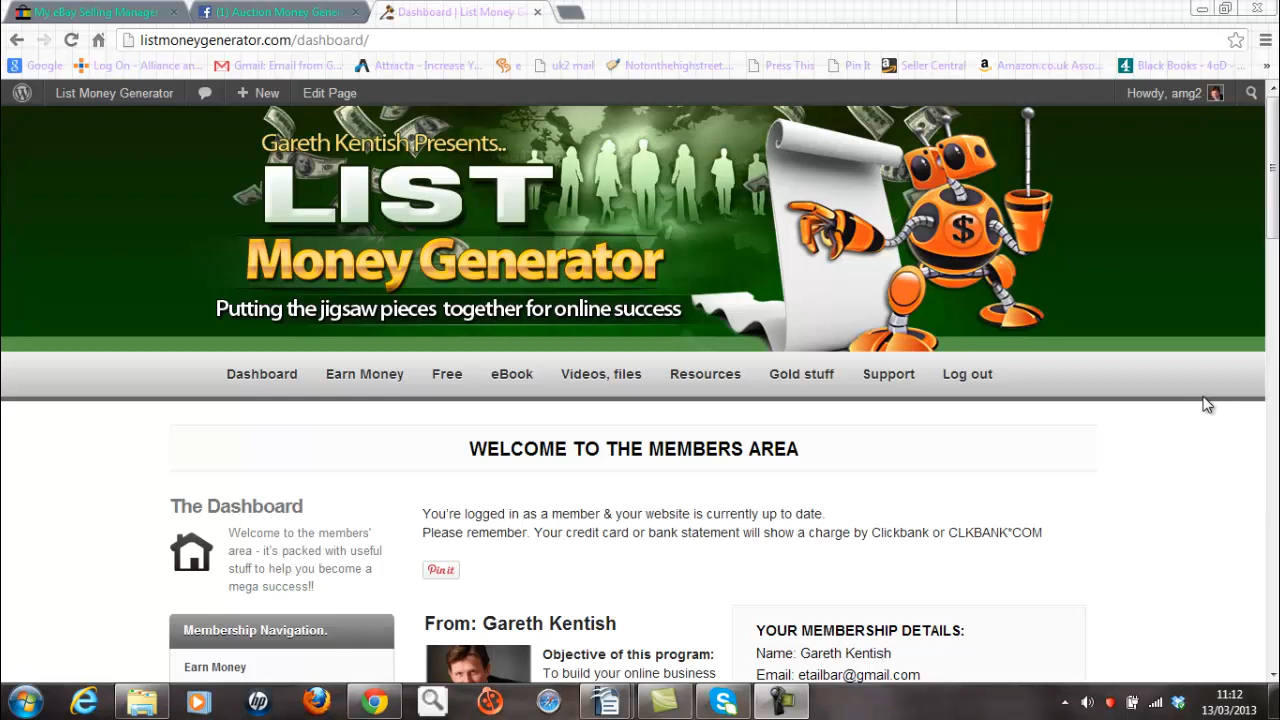 My eBay Selling Manager
(1) Auction Money Gene
Dashboard | List Money G
listmoneygenerator.com/dashboard/
Google
Log On - Alliance an...
Gmail: Email from G...
Attracta - Increase Y...
e
uk2 mail
Notonthehighstreet...
Press This
Pin It
Seller Central
Amazon.co.uk Asso...
4 Black Books - 4oD - ...
»
List Money Generator
+ New
Edit Page
Howdy, amg2
Gareth Kentish Presents..
LIST
Money Generator
Putting the jigsaw pieces together for online success
$
Dashboard
Earn Money
Free
eBook
Videos, files
Resources
Gold stuff
Support
Log out
WELCOME TO THE MEMBERS AREA
The Dashboard
Welcome to the members'
area - it's packed with useful
stuff to help you become a
mega success!!
You're logged in as a member & your website is currently up to date.
Please remember. Your credit card or bank statement will show a charge by Clickbank or CLKBANK*COM
Pin it
Membership Navigation.
Earn Money
From: Gareth Kentish
Objective of this program:
To build your online business
YOUR MEMBERSHIP DETAILS:
Name: Gareth Kentish
Email: etailbar@gmail.com
11:12
13/03/2013